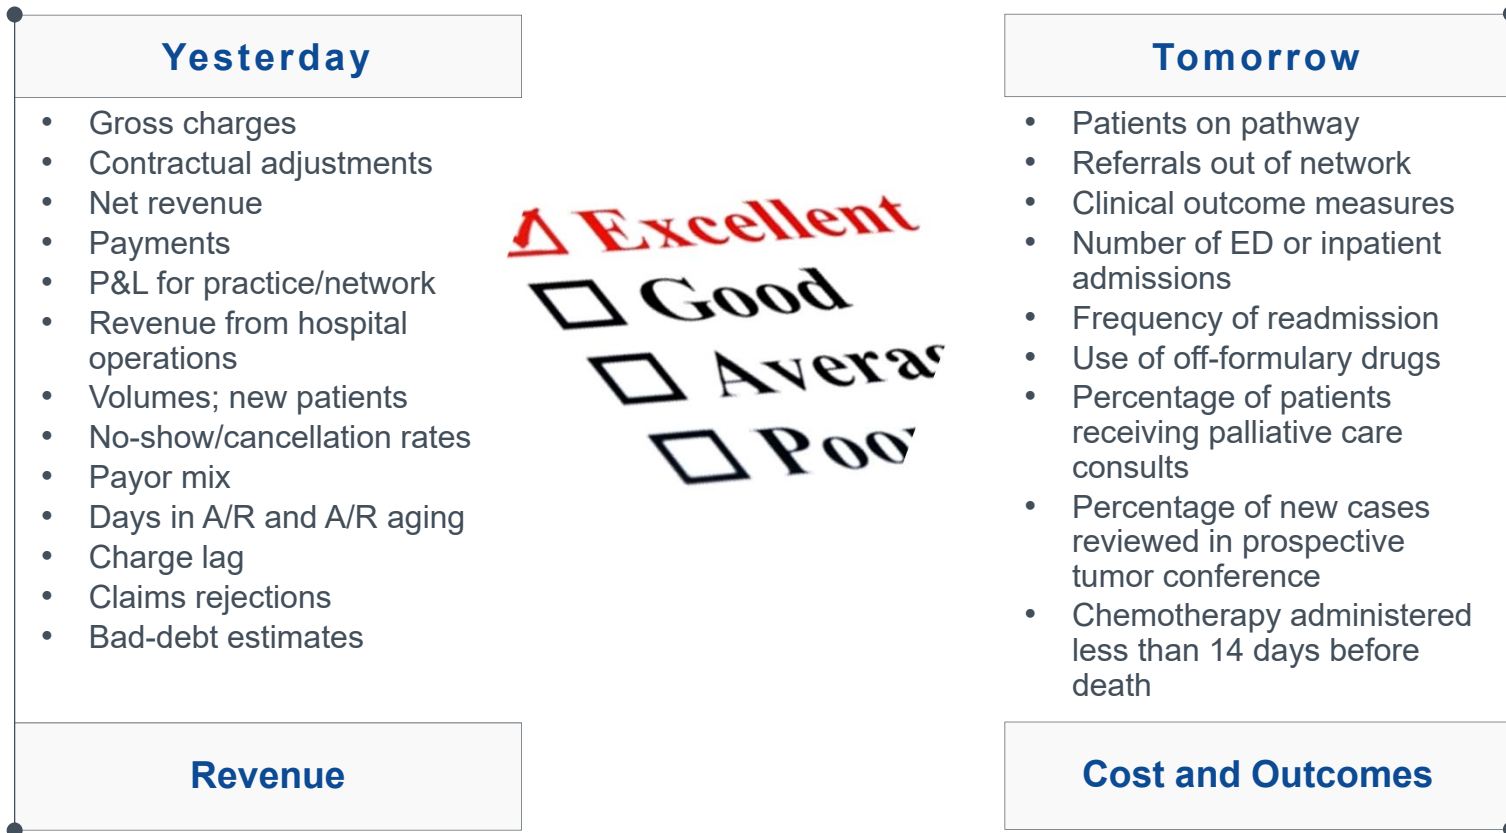 Yesterday
• Gross charges
• Contractual adjustments
• Net revenue
• Payments
• P&L for practice/network
• Revenue from hospital
operations
• Volumes; new patients
• No-show/cancellation rates
• Payor mix
• Days in A/R and A/R aging
• Charge lag
• Claims rejections
• Bad-debt estimates
Revenue
Excellent
Good
Averag
Poor
Tomorrow
• Patients on pathway
• Referrals out of network
• Clinical outcome measures
• Number of ED or inpatient
admissions
• Frequency of readmission
• Use of off-formulary drugs
• Percentage of patients
receiving palliative care
consults
• Percentage of new cases
reviewed in prospective
tumor conference
• Chemotherapy administered
less than 14 days before
death
Cost and Outcomes